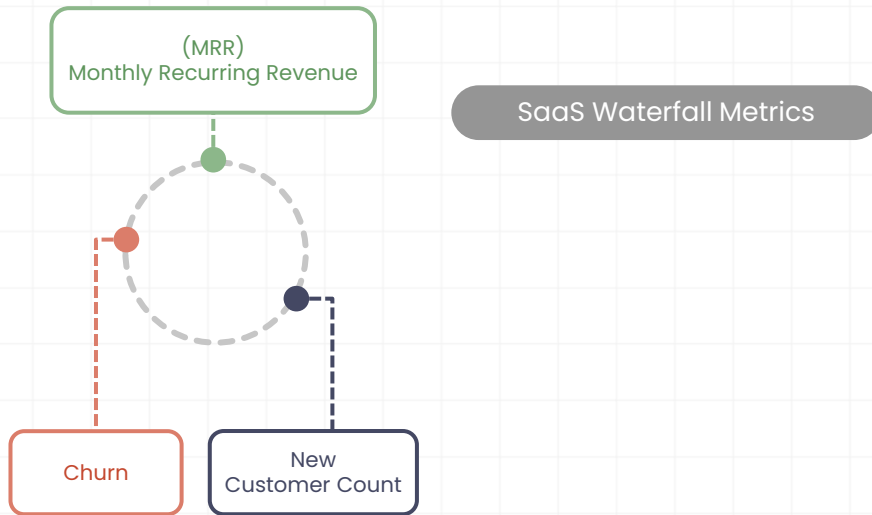 (MRR)
Monthly Recurring Revenue
SaaS Waterfall Metrics
Churn
New
Customer Count